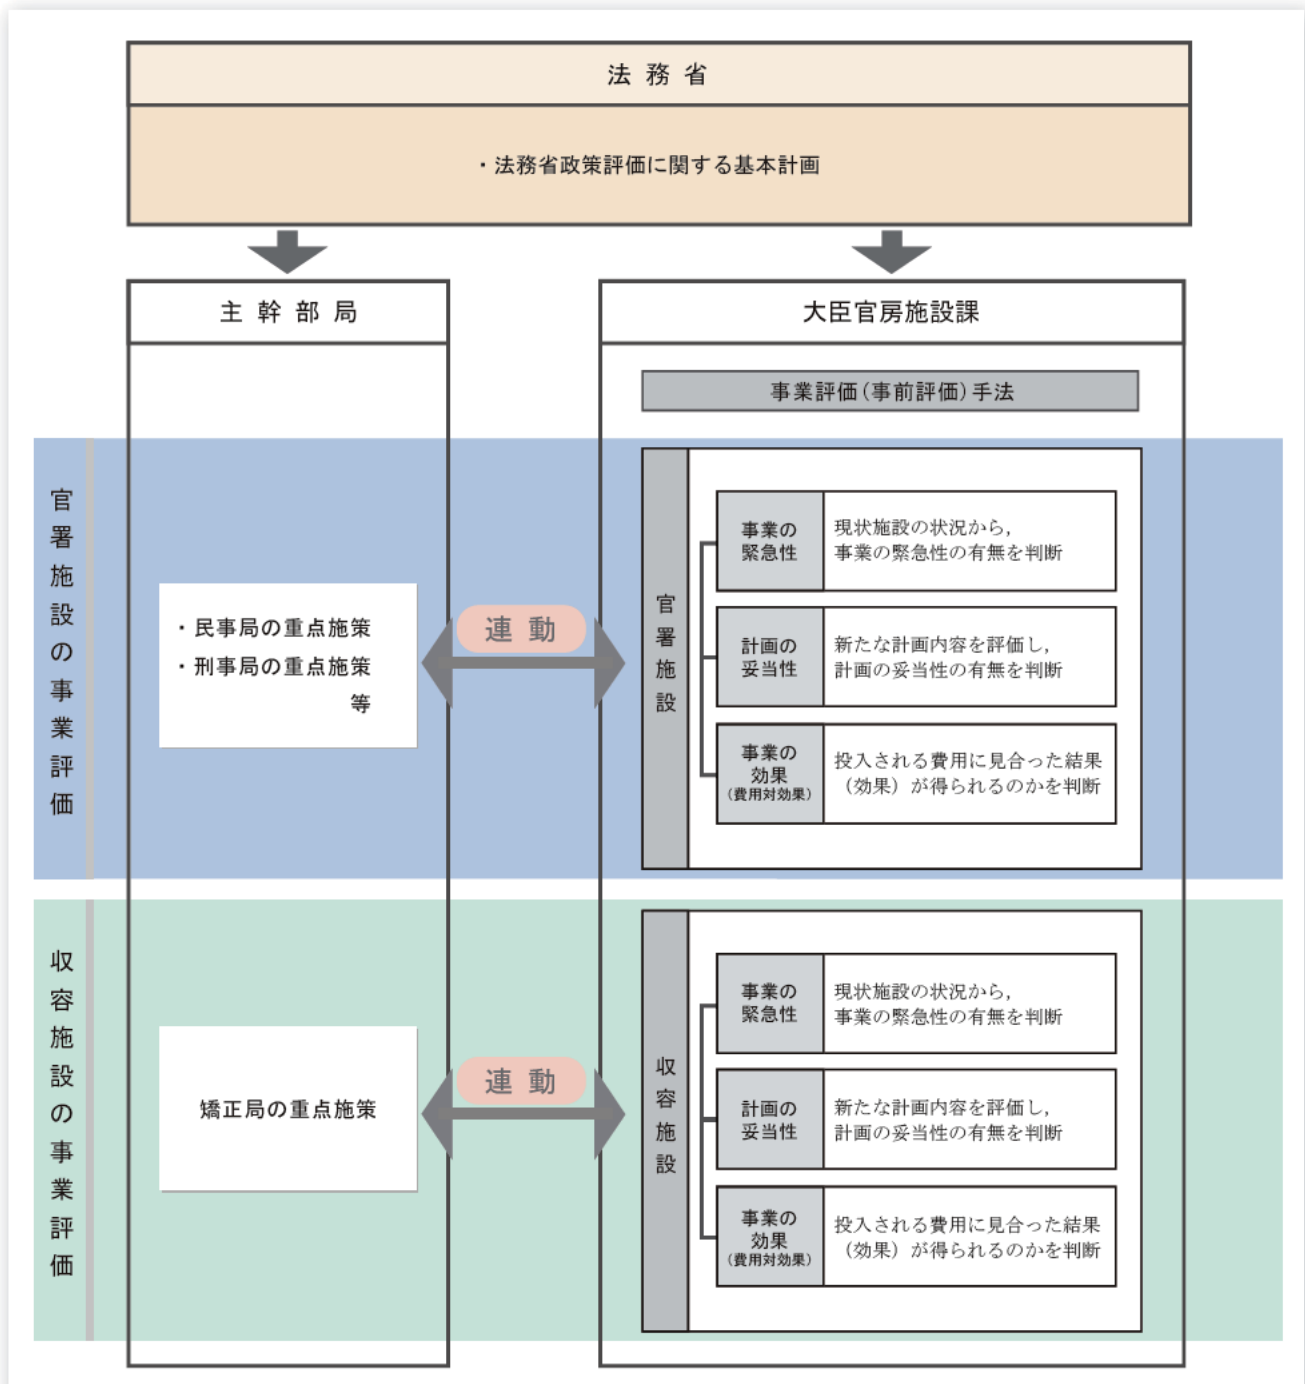 法務省
・法務省政策評価に関する基本計画
主幹部局
大臣官房施設課
事業評価(事前評価)手法
官署施設の事業評価
・民事局の重点施策
・刑事局の重点施策
等
連動
官署施設
事業の
緊急性
現状施設の状況から,
事業の緊急性の有無を判断
計画の
妥当性
新たな計画内容を評価し,
計画の妥当性の有無を判断
事業の
効果
(費用対効果)
投入される費用に見合った結果
(効果)が得られるのかを判断
収容施設の事業評価
矯正局の重点施策
連動
収容施設
事業の
緊急性
現状施設の状況から,
事業の緊急性の有無を判断
計画の
妥当性
新たな計画内容を評価し,
計画の妥当性の有無を判断
事業の
効果
(費用対効果)
投入される費用に見合った結果
(効果)が得られるのかを判断